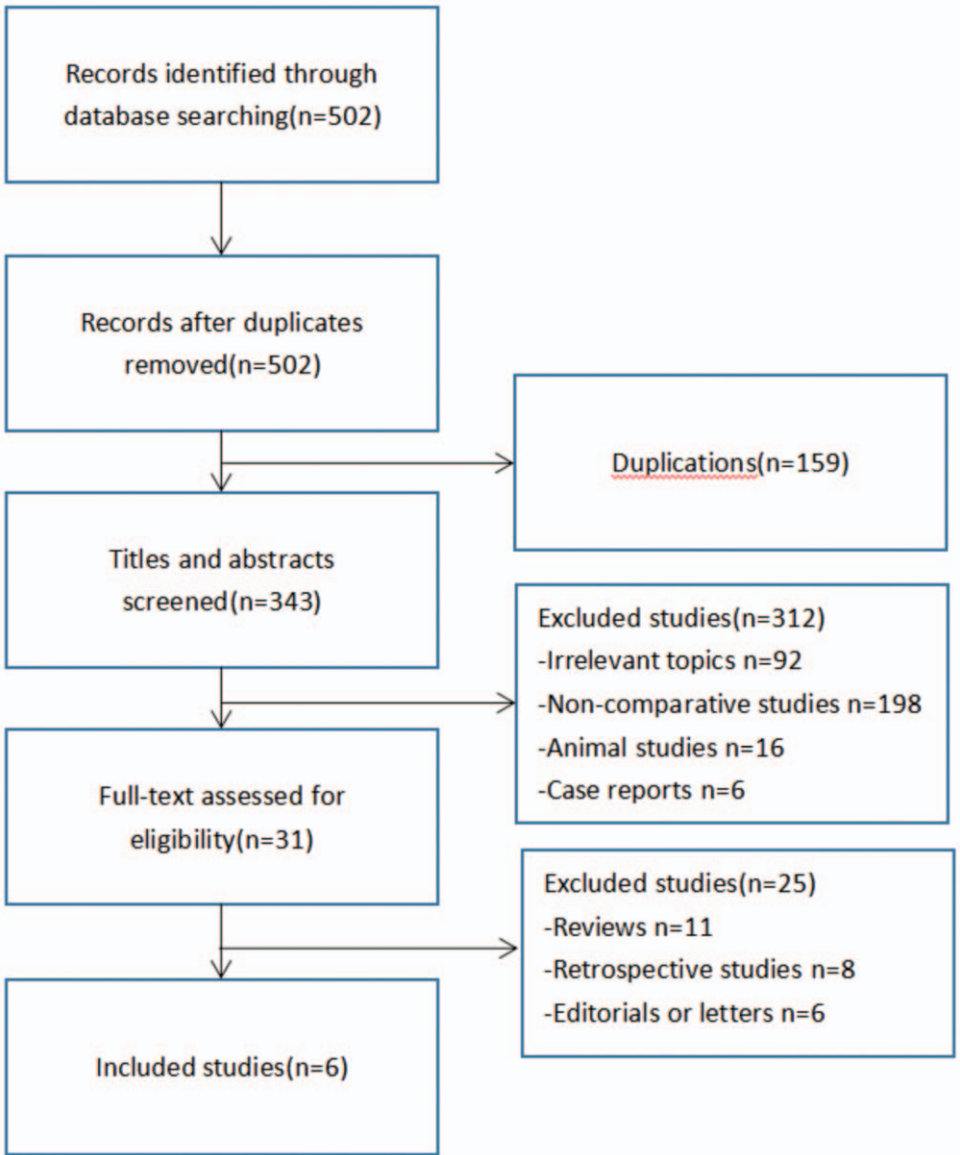 Records identified through
database searching(n=502)
Records after duplicates
removed(n=502)
Duplications(n=159)
Titles and abstracts
screened(n=343)
Excluded studies(n=312)
-Irrelevant topics n=92
-Non-comparative studies n=198
-Animal studies n=16
-Case reports n=6
Full-text assessed for
eligibility(n=31)
Excluded studies(n=25)
-Reviews n=11
-Retrospective studies n=8
-Editorials or letters n=6
Included studies(n=6)